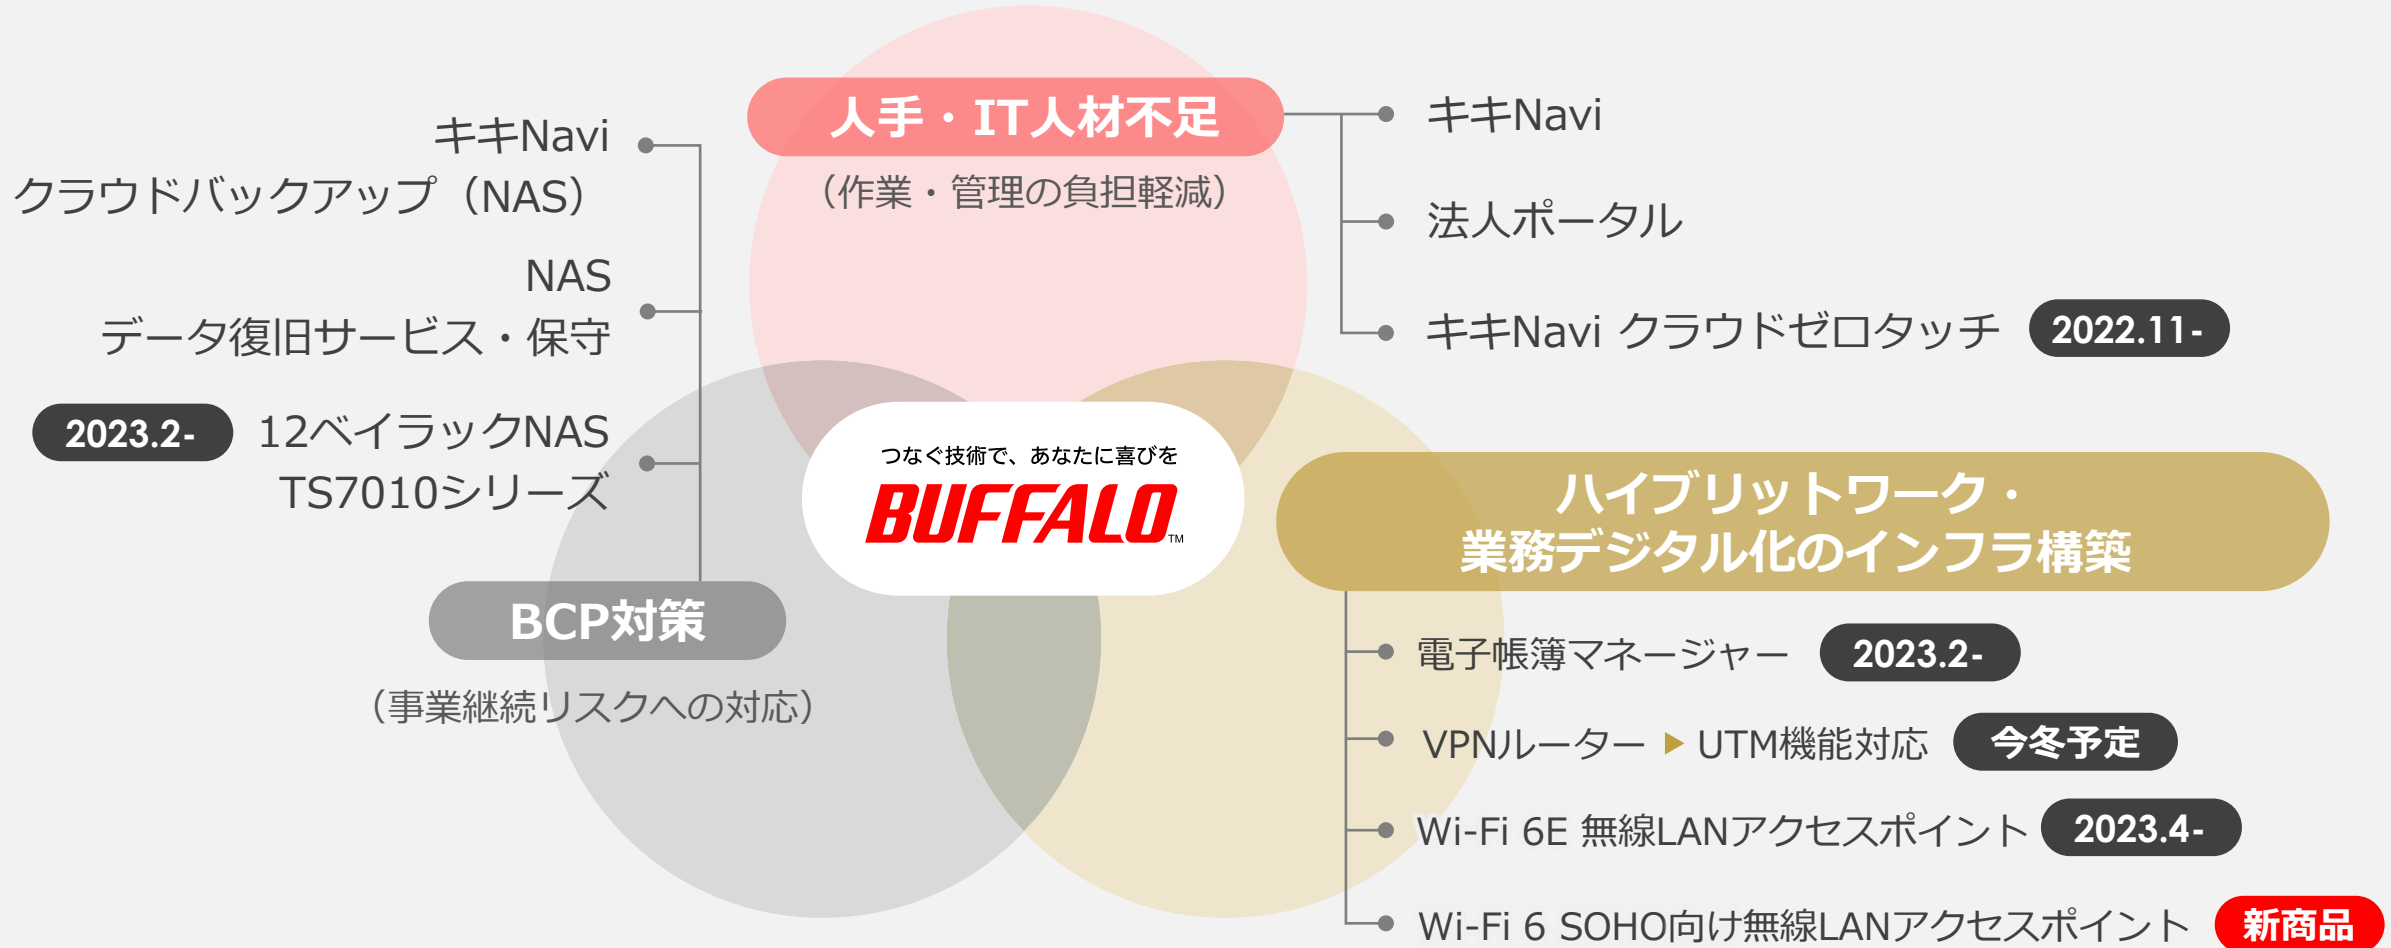 人手・IT人材不足
（作業・管理の負担軽減）
キキNavi
法人ポータル
キキNavi クラウドゼロタッチ 2022.11-
キキNavi
クラウドバックアップ（NAS）
NAS
データ復旧サービス・保守
2023.2- 12ベイラックNAS
TS7010シリーズ
BCP対策
（事業継続リスクへの対応）
つなぐ技術で、あなたに喜びを
BUFFALO™
ハイブリットワーク・
業務デジタル化のインフラ構築
電子帳簿マネージャー 2023.2-
VPNルーター ▶ UTM機能対応 今冬予定
Wi-Fi 6E 無線LANアクセスポイント 2023.4-
Wi-Fi 6 SOHO向け無線LANアクセスポイント 新商品